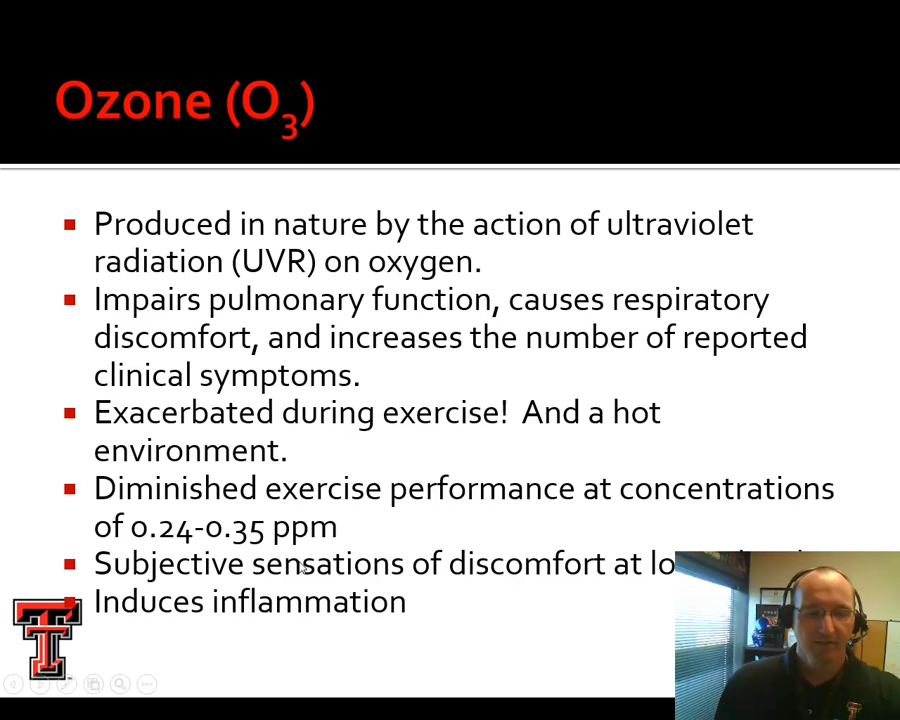 Ozone (O3)
Produced in nature by the action of ultraviolet
radiation (UVR) on oxygen.
Impairs pulmonary function, causes respiratory
discomfort, and increases the number of reported
clinical symptoms.
Exacerbated during exercise!  And a hot
environment.
Diminished exercise performance at concentrations
of 0.24-0.35 ppm
Subjective sensations of discomfort at
Induces inflammation